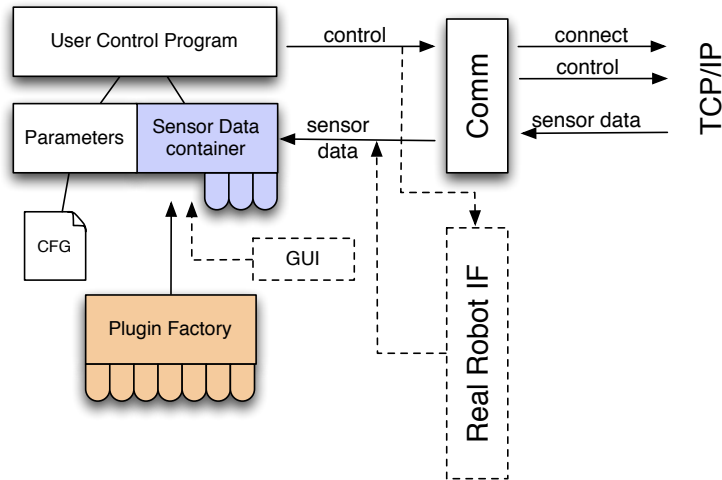 User Control Program
control
connect
control
Comm
TCP/IP
Parameters
Sensor Data
container
sensor
data
sensor data
CFG
GUI
Plugin Factory
Real Robot IF